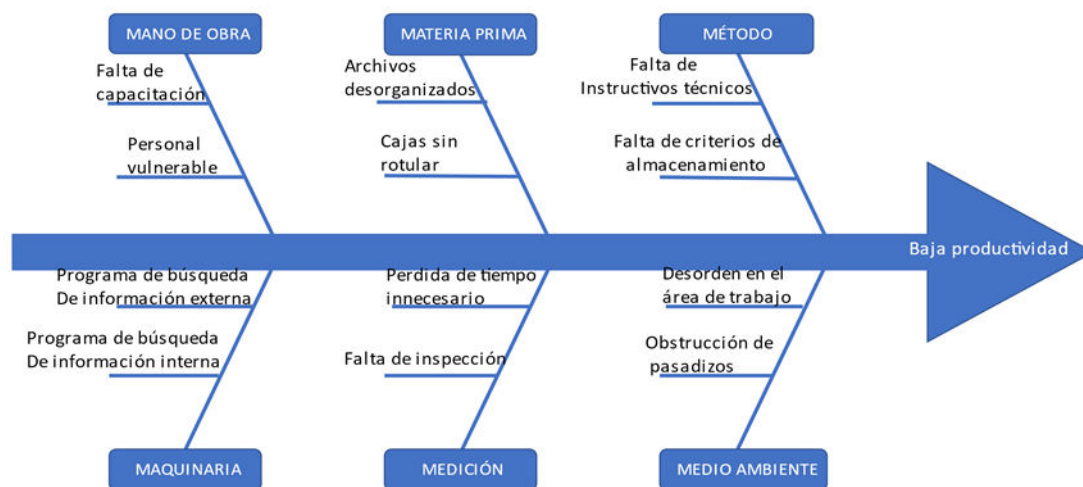 MANO DE OBRA
MATERIA PRIMA
MÉTODO
Falta de
capacitación
Archivos
desorganizados
Falta de
Instructivos técnicos
Personal
vulnerable
Cajas sin
rotular
Falta de criterios de
almacenamiento
Baja productividad
Programa de búsqueda
De información externa
Perdida de tiempo
innecesario
Desorden en el
área de trabajo
Programa de búsqueda
De información interna
Falta de inspección
Obstrucción de
pasadizos
MAQUINARIA
MEDICIÓN
MEDIO AMBIENTE